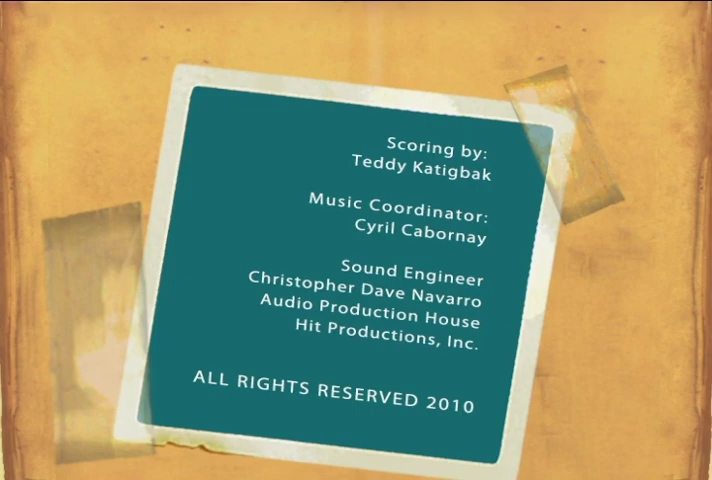 Scoring by:
Teddy Katigbak
Music Coordinator:
Cyril Cabornay
Sound Engineer
Christopher Dave Navarro
Audio Production House
Hit Productions, Inc.
ALL RIGHTS RESERVED 2010